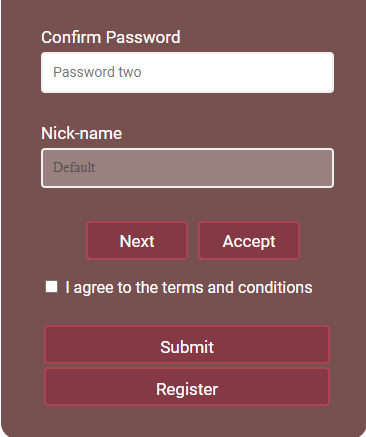 Confirm Password
Password two
Nick-name
Default
Next Accept
I agree to the terms and conditions
Submit
Register